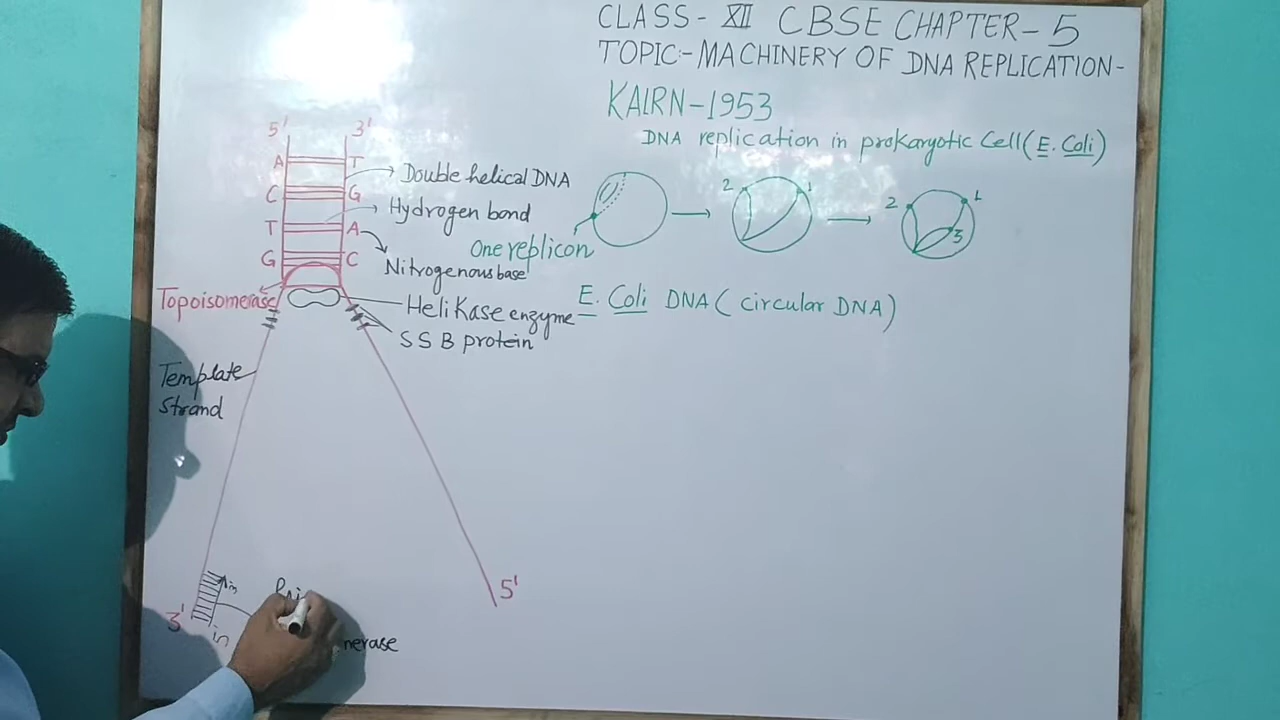 CLASS- XII CBSE CHAPTER-5
TOPIC:-MACHINERY OF DNA REPLICATION-
KAIRN-1953
DNA replication in prokaryotic Cell(E. Coli)
5' 3'
A T
Double helical DNA
C G
Hydrogen bond
T A
G C
Nitrogenous base
One replicon
2 1
2 1
3
Topoisomerase
Helikase enzyme
SSB protein
E. Coli DNA (circular DNA)
Template
Strand
3'
5'
nerase